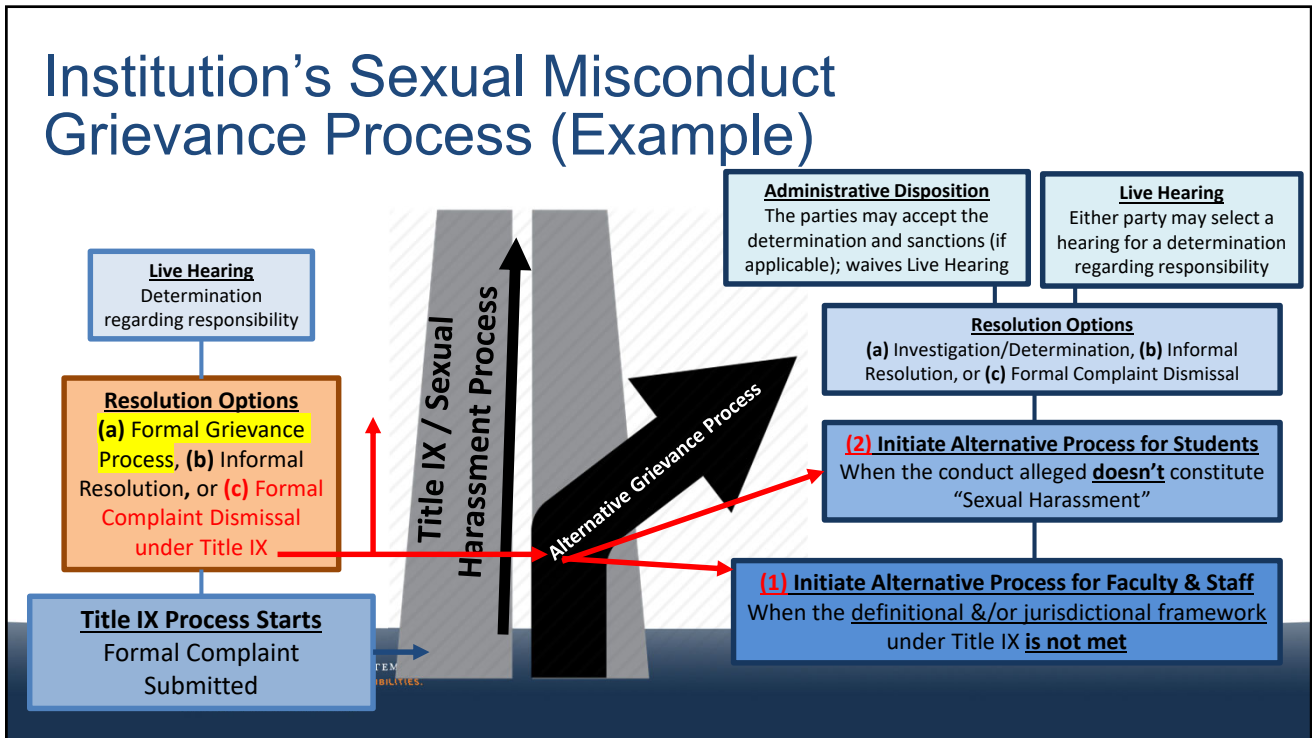 Institution’s Sexual Misconduct
Grievance Process (Example)
Live Hearing
Determination
regarding responsibility
Resolution Options
(a) Formal Grievance
Process, (b) Informal
Resolution, or (c) Formal
Complaint Dismissal
under Title IX
Title IX Process Starts
Formal Complaint
Submitted
TEM
BILITIES.
Title IX / Sexual
Harassment Process
Alternative Grievance Process
Administrative Disposition
The parties may accept the
determination and sanctions (if
applicable); waives Live Hearing
Live Hearing
Either party may select a
hearing for a determination
regarding responsibility
Resolution Options
(a) Investigation/Determination, (b) Informal
Resolution, or (c) Formal Complaint Dismissal
(2) Initiate Alternative Process for Students
When the conduct alleged doesn’t constitute
“Sexual Harassment”
(1) Initiate Alternative Process for Faculty & Staff
When the definitional &/or jurisdictional framework
under Title IX is not met